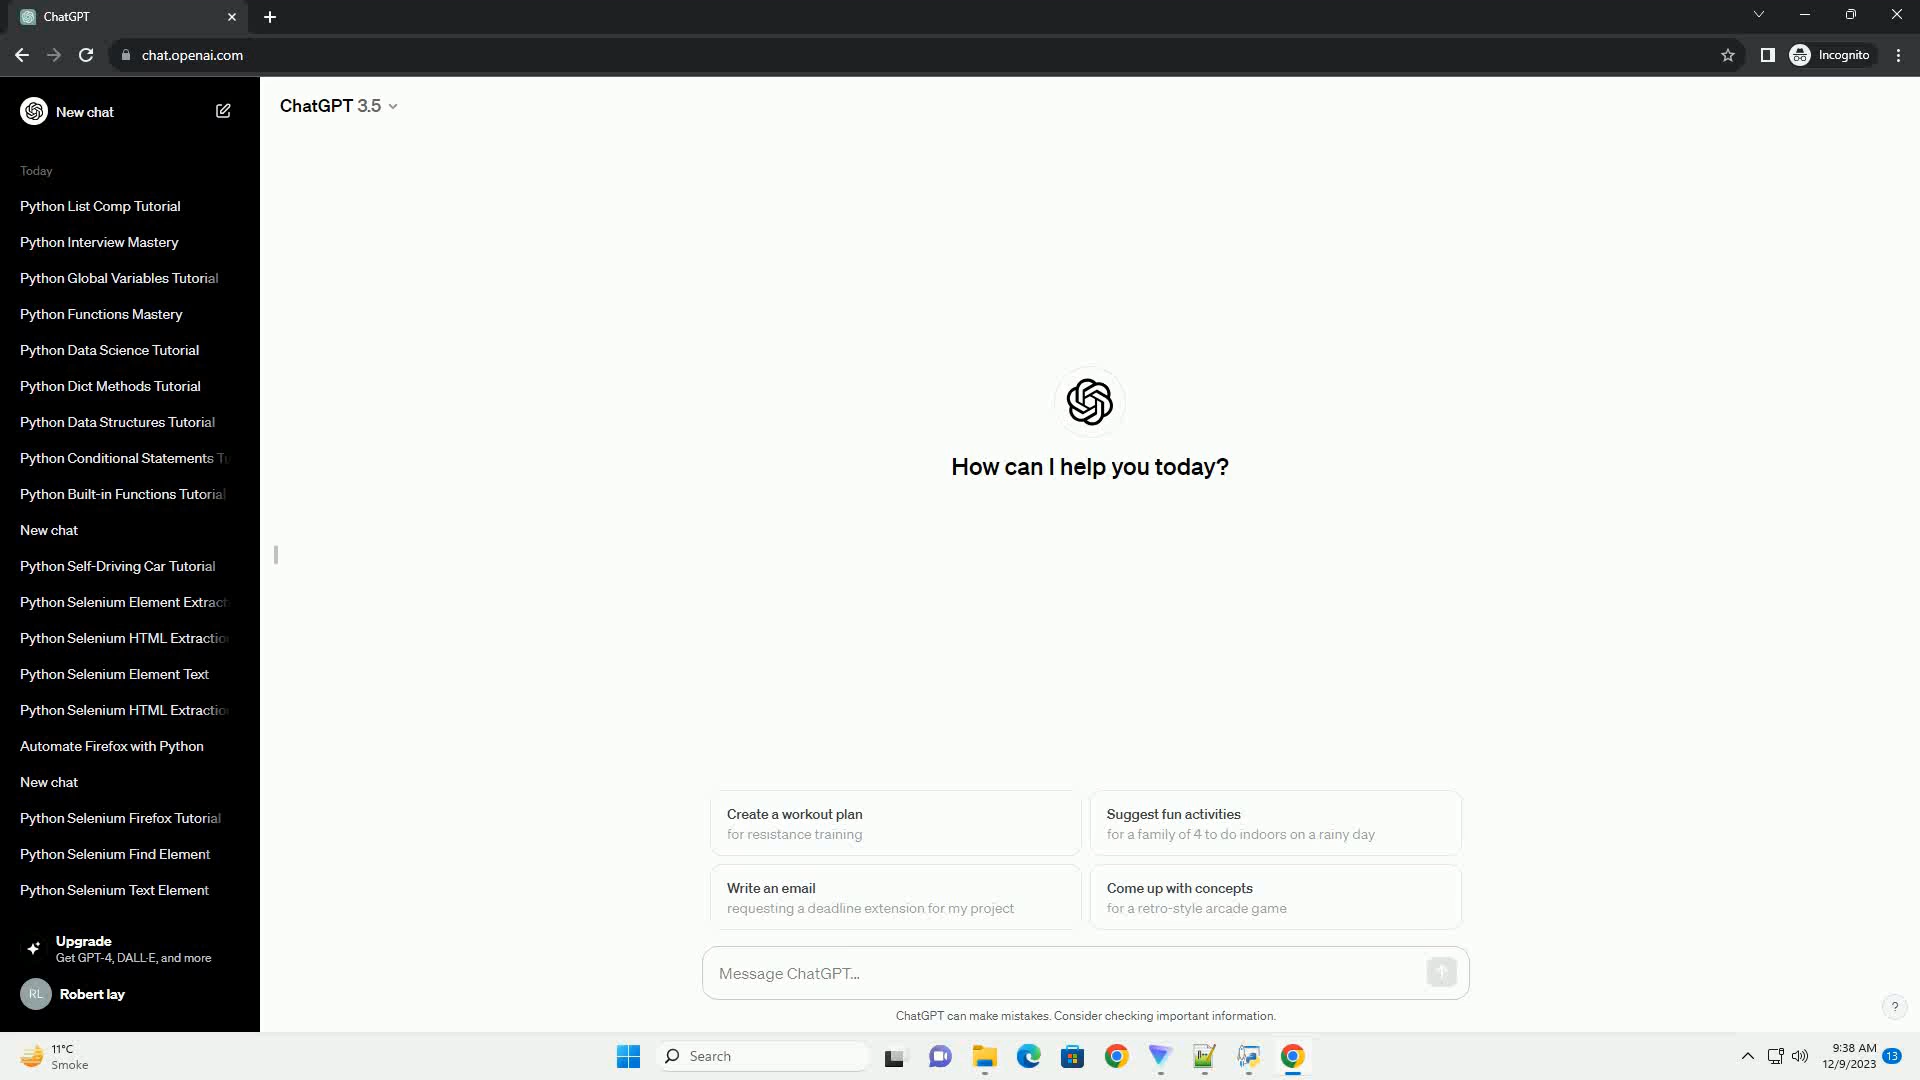 ChatGPT
chat.openai.com
Incognito
New chat
ChatGPT 3.5
Today
Python List Comp Tutorial
Python Interview Mastery
Python Global Variables Tutorial
Python Functions Mastery
Python Data Science Tutorial
Python Dict Methods Tutorial
Python Data Structures Tutorial
Python Conditional Statements Tu
Python Built-in Functions Tutorial
New chat
Python Self-Driving Car Tutorial
Python Selenium Element Extract
Python Selenium HTML Extractio
Python Selenium Element Text
Python Selenium HTML Extractio
Automate Firefox with Python
New chat
Python Selenium Firefox Tutorial
Python Selenium Find Element
Python Selenium Text Element
Upgrade
Get GPT-4, DALL·E, and more
RL
Robert lay
How can I help you today?
Create a workout plan
for resistance training
Suggest fun activities
for a family of 4 to do indoors on a rainy day
Write an email
requesting a deadline extension for my project
Come up with concepts
for a retro-style arcade game
Message ChatGPT...
ChatGPT can make mistakes. Consider checking important information.
?
11°C
Smoke
Search
9:38 AM
12/9/2023
13